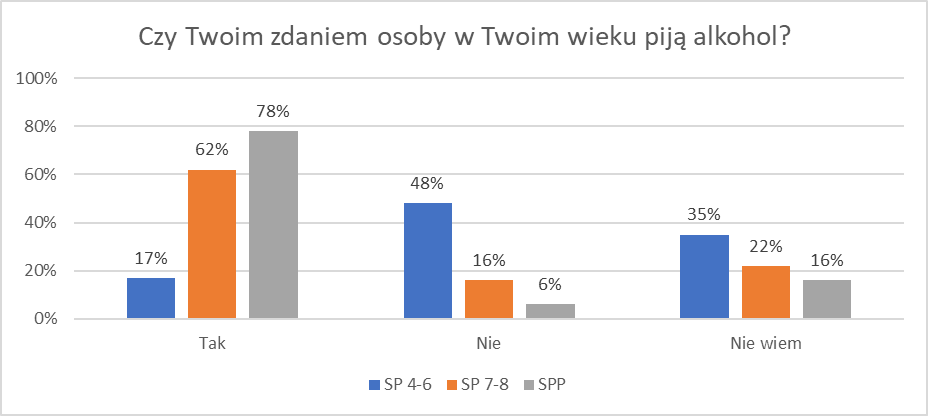 Czy Twoim zdaniem osoby w Twoim wieku piją alkohol?
100%
80%
60%
40%
20%
0%
17%
62%
78%
48%
16%
6%
35%
22%
16%
Tak
Nie
Nie wiem
SP 4-6
SP 7-8
SPP